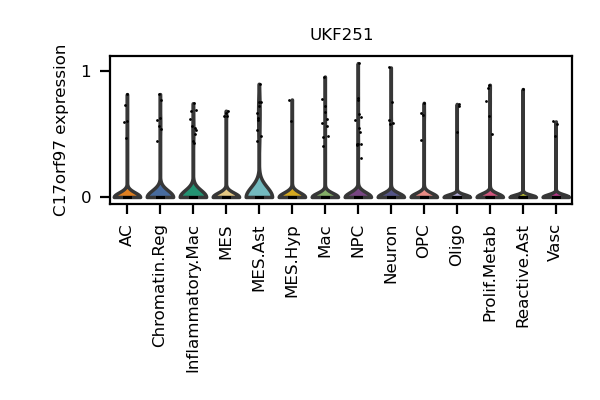 UKF251
C17orf97 expression
1
0
AC
Chromatin.Reg
Inflammatory.Mac
MES
MES.Ast
MES.Hyp
Mac
NPC
Neuron
OPC
Oligo
Prolif.Metab
Reactive.Ast
Vasc